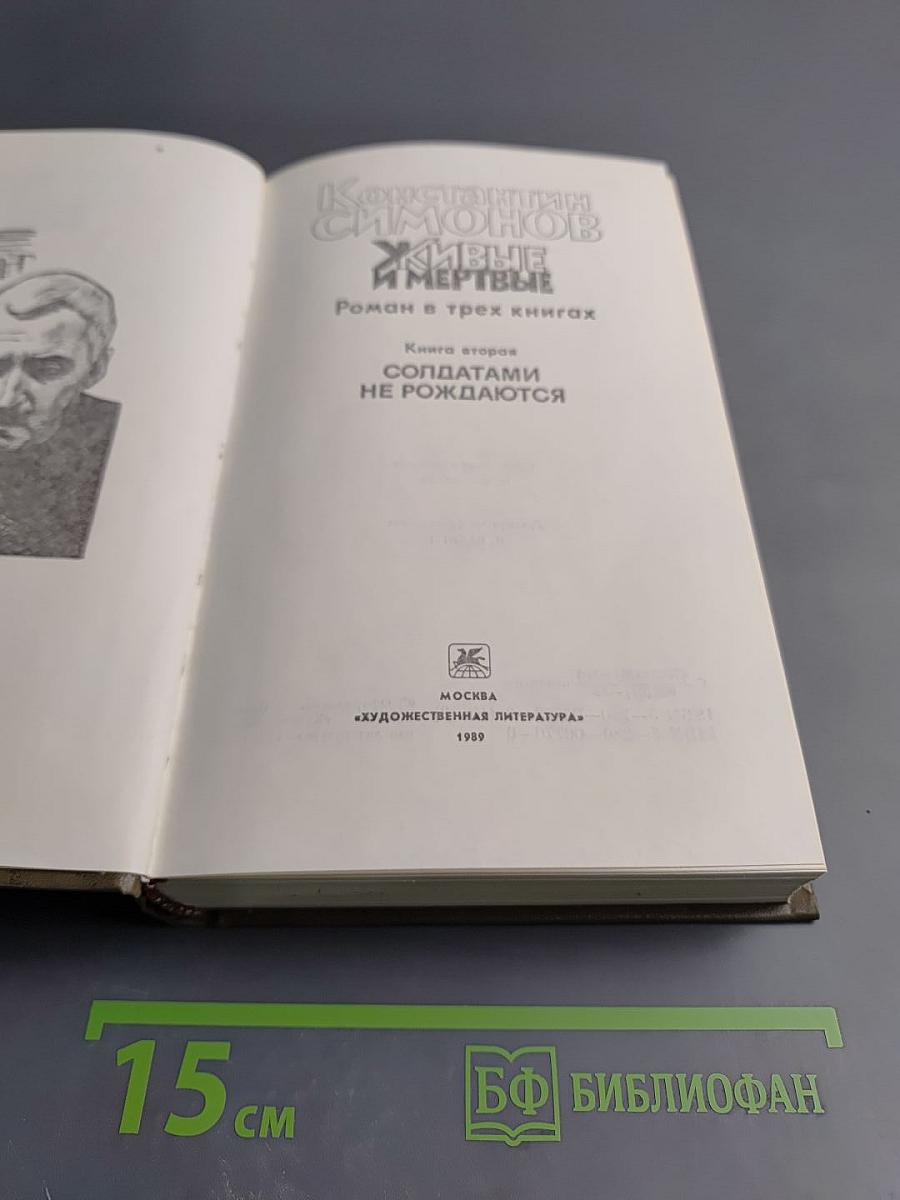 Константин
СИМОНОВ
ЖИВЫЕ
И МЕРТВЫЕ
Роман в трех книгах
Книга вторая
СОЛДАТАМИ
НЕ РОЖДАЮТСЯ
МОСКВА
«ХУДОЖЕСТВЕННАЯ ЛИТЕРАТУРА»
1989
15 СМ
БФ БИБЛИОФАН